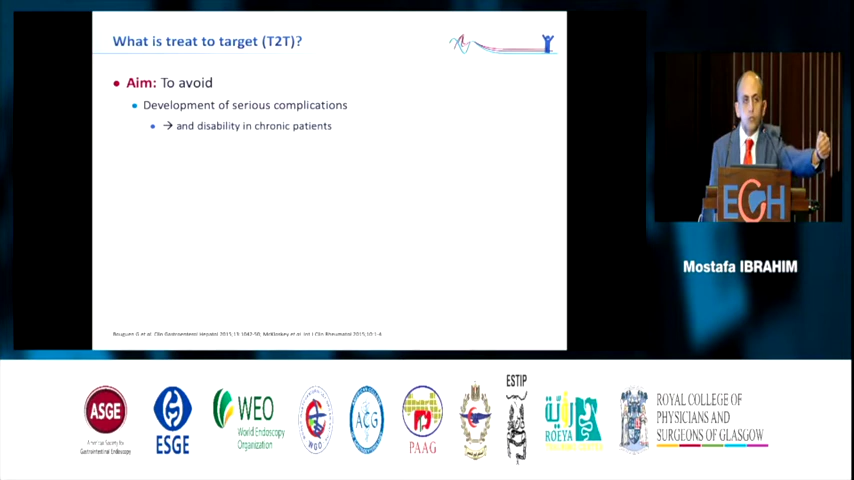 What is treat to target (T2T)?
Aim: To avoid
Development of serious complications
→ and disability in chronic patients
Bouguen G et al. Clin Gastroenterol Hepatol 2015;13:1042-50; McKloskey et al. Int J Clin Rheumatol 2015;10:1-4
EGH
Mostafa IBRAHIM
ASGE
American Society for
Gastrointestinal Endoscopy
ESGE
WEO
World Endoscopy
Organization
WGO
ACG
PAAG
ESTIP
رؤية
ROEYA
ROYAL COLLEGE OF
PHYSICIANS AND
SURGEONS OF GLASGOW